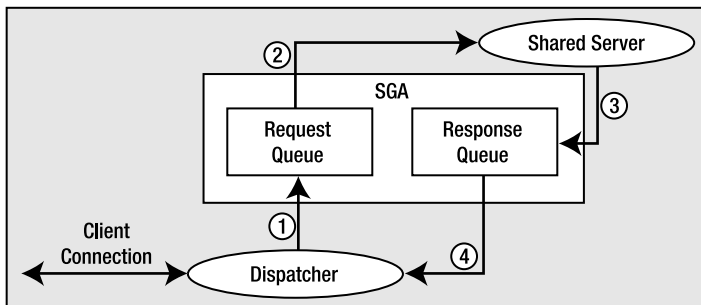 Shared Server
2
SGA
3
Request
Queue
Response
Queue
1
4
Client
Connection
Dispatcher